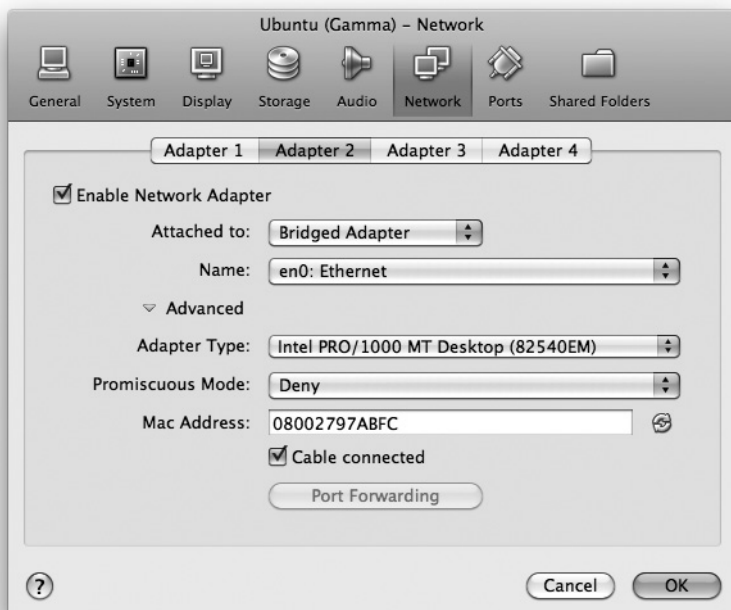 Ubuntu (Gamma) – Network
General System Display Storage Audio Network Ports Shared Folders
Adapter 1 Adapter 2 Adapter 3 Adapter 4
Enable Network Adapter
Attached to: Bridged Adapter
Name: en0: Ethernet
Advanced
Adapter Type: Intel PRO/1000 MT Desktop (82540EM)
Promiscuous Mode: Deny
Mac Address: 08002797ABFC
Cable connected
Port Forwarding
? Cancel OK